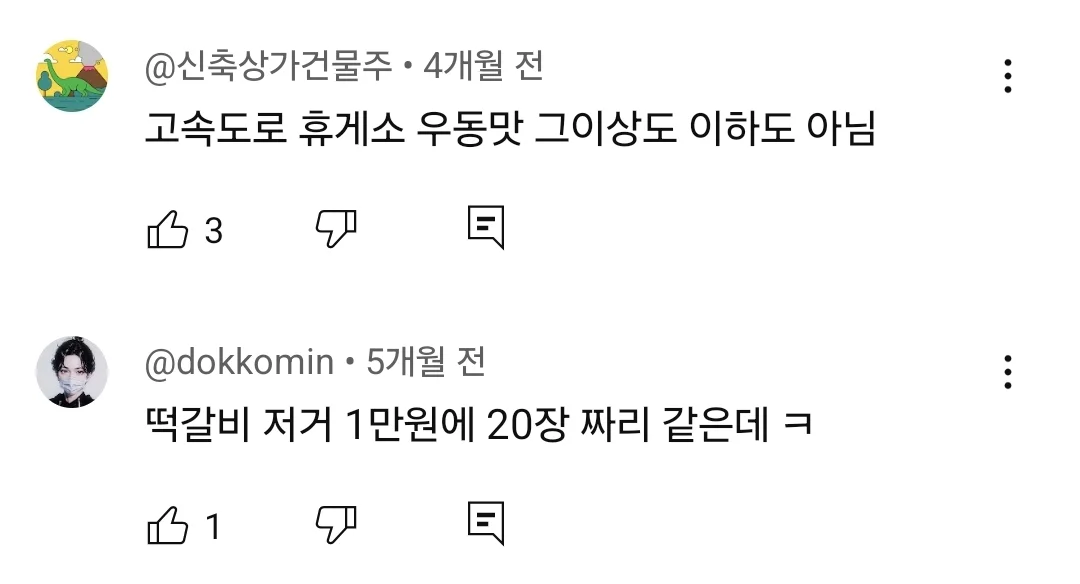 @신축상가건물주 • 4개월 전
고속도로 휴게소 우동맛 그이상도 이하도 아님
3
@dokkomin • 5개월 전
떡갈비 저거 1만원에 20장 짜리 같은데 ㅋ
1